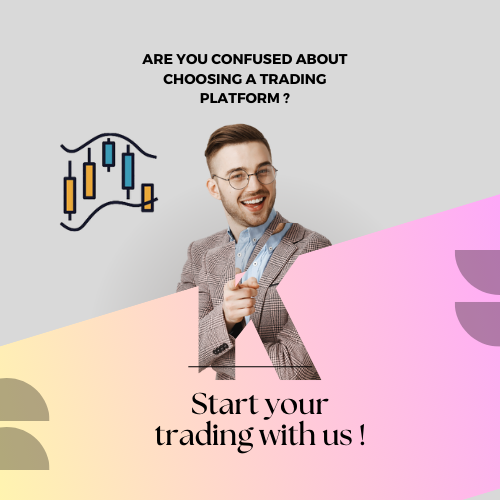 ARE YOU CONFUSED ABOUT
CHOOSING A TRADING
PLATFORM ?
K
Start your
trading with us !